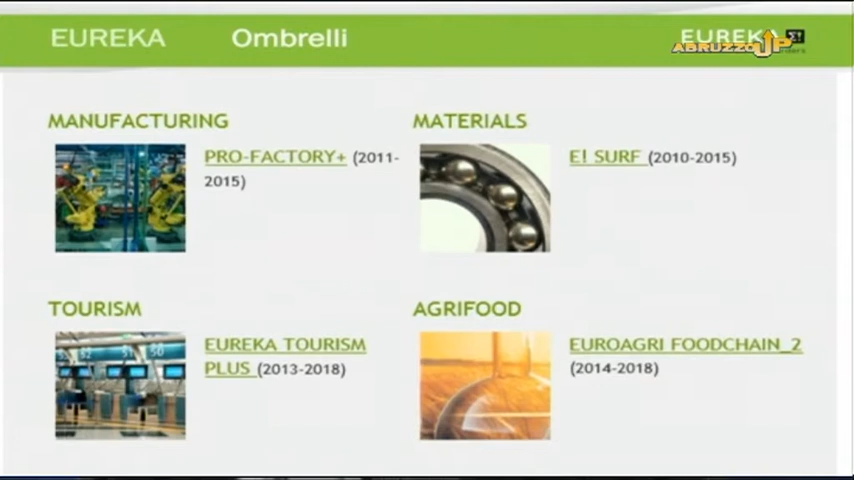 EUREKA Ombrelli
EUREKA Σ!
ABRUZZO UP
MANUFACTURING
PRO-FACTORY+ (2011-
2015)
MATERIALS
E! SURF (2010-2015)
TOURISM
EUREKA TOURISM
PLUS (2013-2018)
AGRIFOOD
EUROAGRI FOODCHAIN_2
(2014-2018)